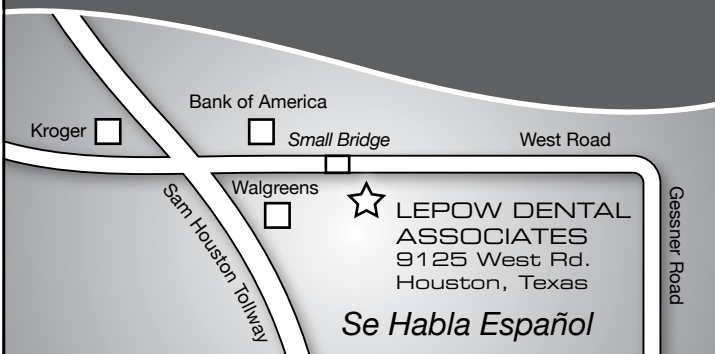 Bank of America
Kroger
Small Bridge
West Road
Walgreens
Sam Houston Tollway
Gessner Road
LEPOW DENTAL
ASSOCIATES
9125 West Rd.
Houston, Texas
Se Habla Español